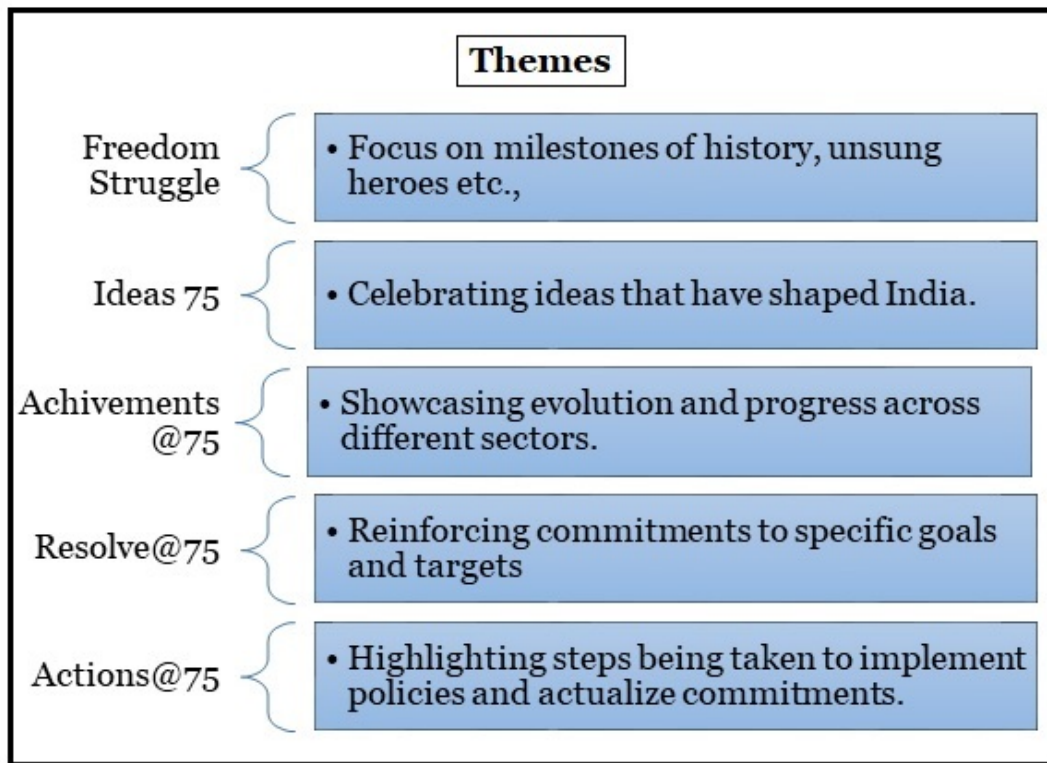 Themes
Freedom
Struggle
• Focus on milestones of history, unsung
heroes etc.,
Ideas 75
• Celebrating ideas that have shaped India.
Achivements
@75
• Showcasing evolution and progress across
different sectors.
Resolve@75
• Reinforcing commitments to specific goals
and targets
Actions@75
• Highlighting steps being taken to implement
policies and actualize commitments.